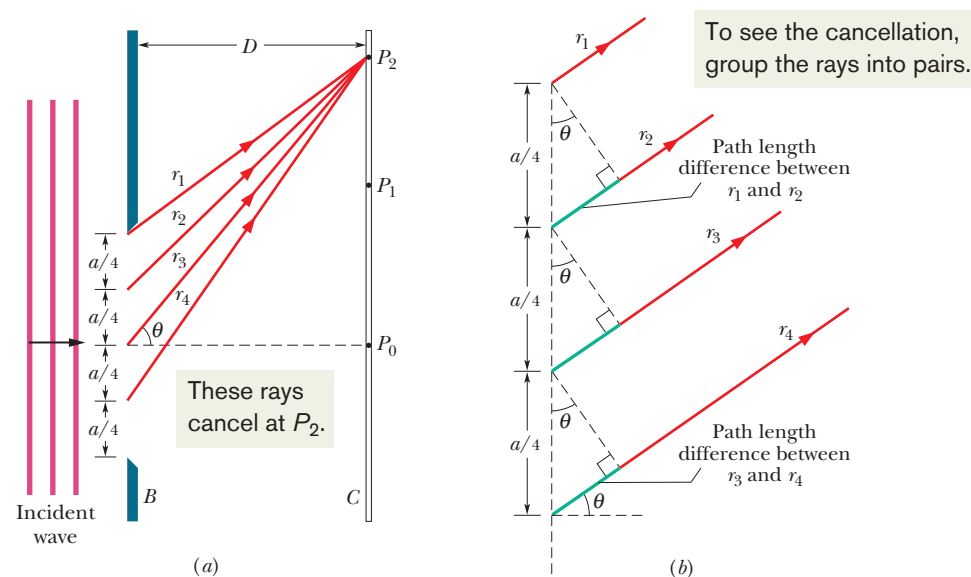 D
P₂
r₁
r₂
r₃
r₄
P₁
a/4
a/4
θ
P₀
a/4
a/4
These rays
cancel at P₂.
B
C
Incident
wave
(a)
To see the cancellation,
group the rays into pairs.
r₁
θ
a/4
r₂
Path length
difference between
r₁ and r₂
r₃
θ
a/4
r₄
θ
a/4
Path length
difference between
r₃ and r₄
θ
(b)